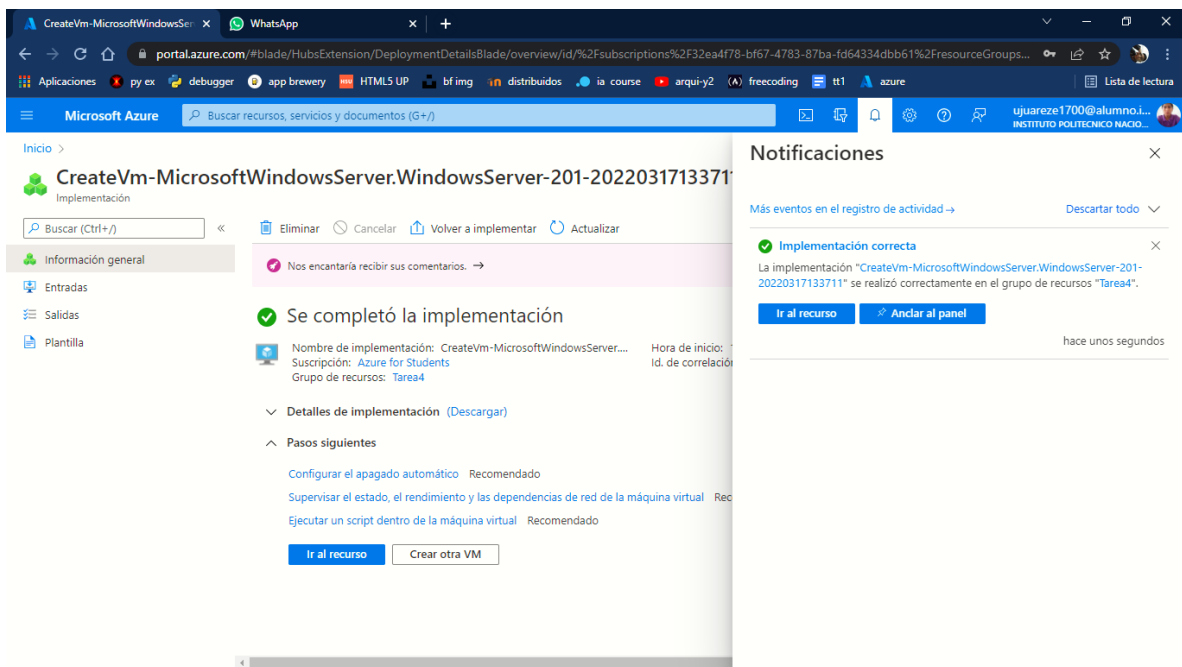 CreateVm-MicrosoftWindowsSer
WhatsApp
portal.azure.com/#blade/HubsExtension/DeploymentDetailsBlade/overview/id/%2Fsubscriptions%2F32ea4f78-bf67-4783-87ba-fd64334dbb61%2FresourceGroups...
Aplicaciones py ex debugger app brewery HTML5 UP bf img distribuidos ia course arqui-y2 freecoding tt1 azure Lista de lectura
Microsoft Azure
Buscar recursos, servicios y documentos (G+/)
ujuareze1700@alumno.i...
INSTITUTO POLITECNICO NACIO...
Inicio >
CreateVm-MicrosoftWindowsServer.WindowsServer-201-20220317133711
Implementación
Buscar (Ctrl+/)
Información general
Entradas
Salidas
Plantilla
Eliminar Cancelar Volver a implementar Actualizar
Nos encantaría recibir sus comentarios. →
Se completó la implementación
Nombre de implementación: CreateVm-MicrosoftWindowsServer.... Hora de inicio:
Suscripción: Azure for Students Id. de correlación
Grupo de recursos: Tarea4
Detalles de implementación (Descargar)
Pasos siguientes
Configurar el apagado automático Recomendado
Supervisar el estado, el rendimiento y las dependencias de red de la máquina virtual Rec
Ejecutar un script dentro de la máquina virtual Recomendado
Ir al recurso Crear otra VM
Notificaciones
Más eventos en el registro de actividad → Descartar todo
Implementación correcta
La implementación "CreateVm-MicrosoftWindowsServer.WindowsServer-201-
20220317133711" se realizó correctamente en el grupo de recursos "Tarea4".
Ir al recurso Anclar al panel
hace unos segundos